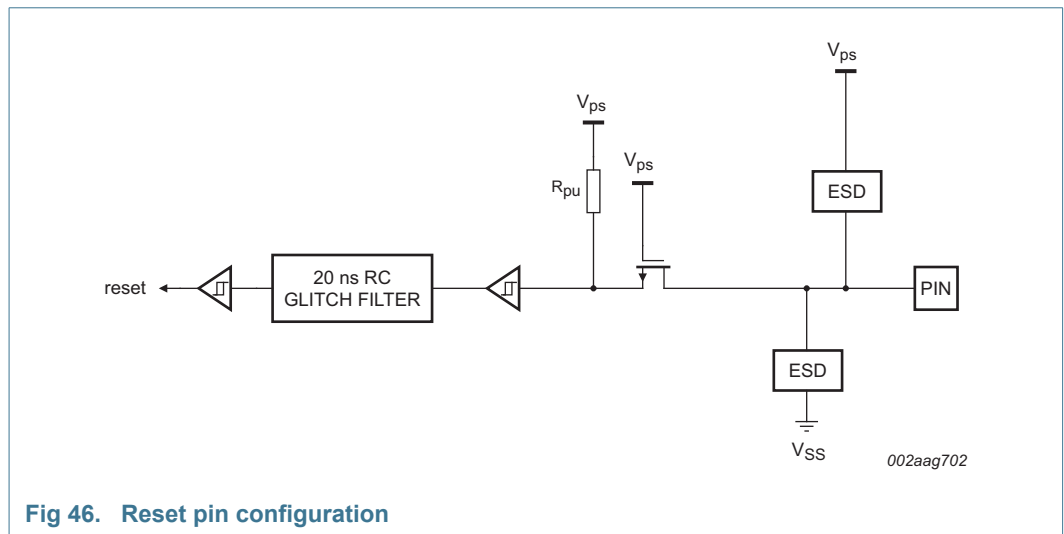 Vps
Vps
Vps
Rpu
ESD
reset
20 ns RC
GLITCH FILTER
PIN
ESD
VSS
002aag702
Fig 46. Reset pin configuration